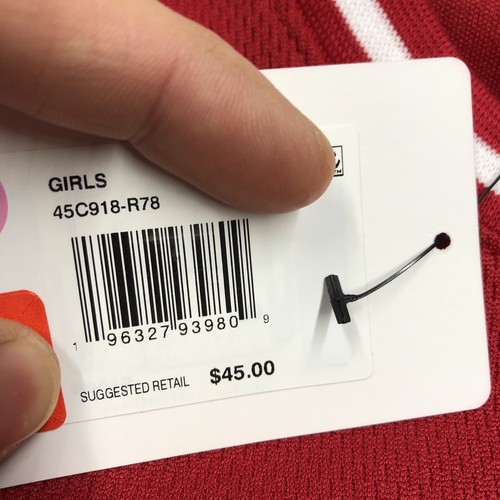 GIRLS
45C918-R78
1 96327 93980 9
SUGGESTED RETAIL $45.00